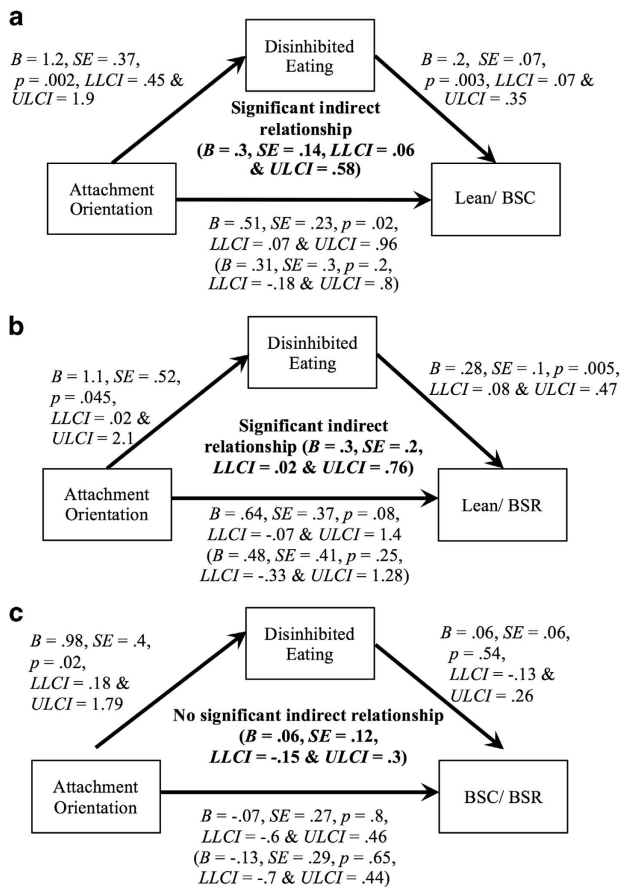 a
Disinhibited
Eating
B = 1.2, SE = .37,
p = .002, LLCI = .45 &
ULCI = 1.9
B = .2, SE = .07,
p = .003, LLCI = .07 &
ULCI = .35
Significant indirect
relationship
(B = .3, SE = .14, LLCI = .06
& ULCI = .58)
Attachment
Orientation
Lean/ BSC
B = .51, SE = .23, p = .02,
LLCI = .07 & ULCI = .96
(B = .31, SE = .3, p = .2,
LLCI = -.18 & ULCI = .8)
b
Disinhibited
Eating
B = 1.1, SE = .52,
p = .045,
LLCI = .02 &
ULCI = 2.1
B = .28, SE = .1, p = .005,
LLCI = .08 & ULCI = .47
Significant indirect
relationship (B = .3, SE = .2,
LLCI = .02 & ULCI = .76)
Attachment
Orientation
Lean/ BSR
B = .64, SE = .37, p = .08,
LLCI = -.07 & ULCI = 1.4
(B = .48, SE = .41, p = .25,
LLCI = -.33 & ULCI = 1.28)
c
Disinhibited
Eating
B = .98, SE = .4,
p = .02,
LLCI = .18 &
ULCI = 1.79
B = .06, SE = .06,
p = .54,
LLCI = -.13 &
ULCI = .26
No significant indirect relationship
(B = .06, SE = .12,
LLCI = -.15 & ULCI = .3)
Attachment
Orientation
BSC/ BSR
B = -.07, SE = .27, p = .8,
LLCI = -.6 & ULCI = .46
(B = -.13, SE = .29, p = .65,
LLCI = -.7 & ULCI = .44)